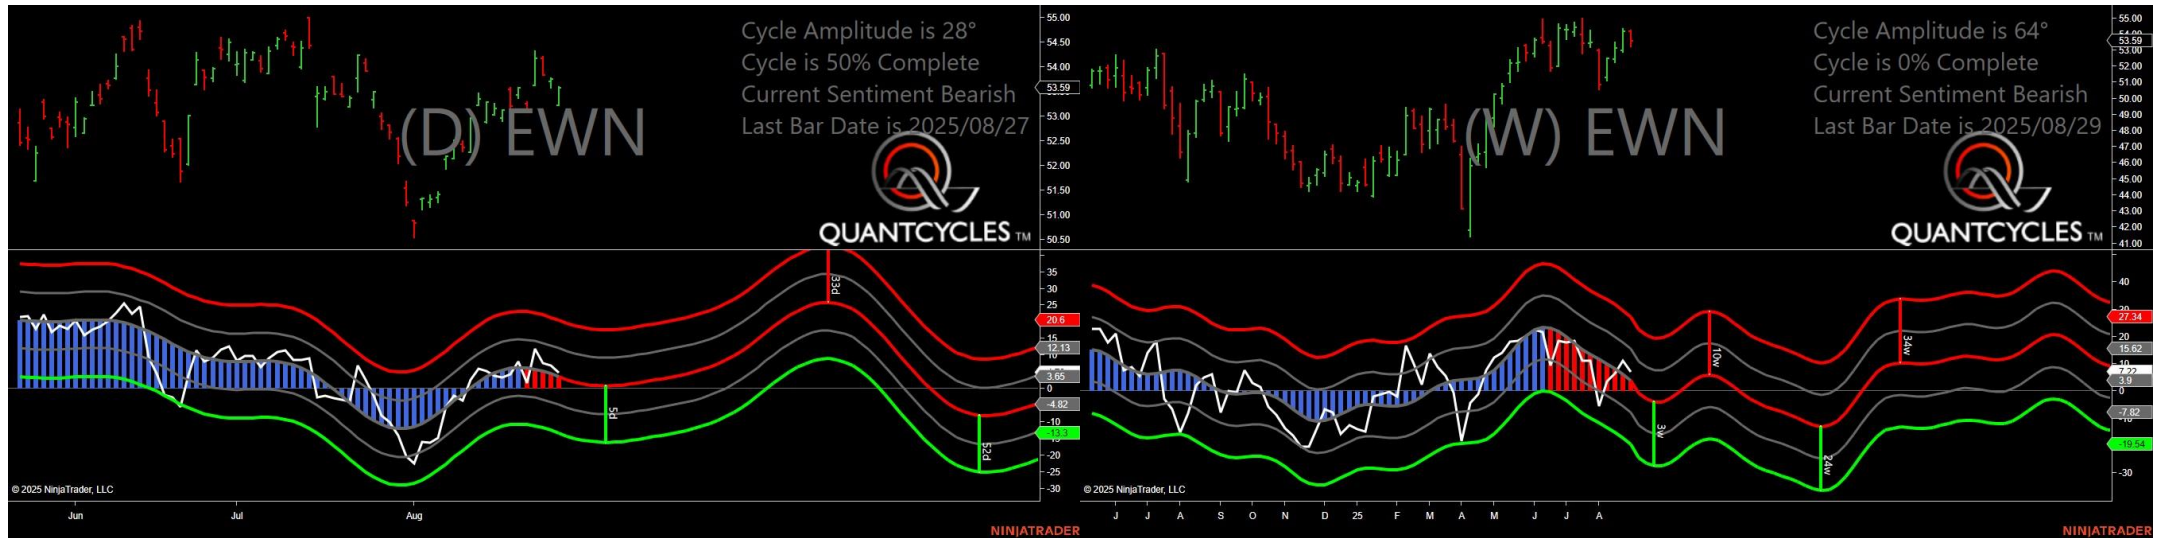 Cycle Amplitude is 28°
Cycle is 50% Complete
Current Sentiment Bearish
Last Bar Date is 2025/08/27
(D) EWN
QUANTCYCLES TM
55.00
54.50
54.00
53.59
53.00
52.50
52.00
51.50
51.00
50.50
35
30
25
20.6
15
12.13
3.65
0
-4.82
-10
-13.3
-20
-25
-30
33d
5d
52d
© 2025 NinjaTrader, LLC
Jun
Jul
Aug
NINJATRADER
Cycle Amplitude is 64°
Cycle is 0% Complete
Current Sentiment Bearish
Last Bar Date is 2025/08/29
(W) EWN
QUANTCYCLES TM
55.00
53.59
53.00
52.00
51.00
50.00
49.00
48.00
47.00
46.00
45.00
44.00
43.00
42.00
41.00
40
27.34
20
15.62
7.22
3.9
0
-7.82
-19.54
-30
10w
34w
3w
24w
© 2025 NinjaTrader, LLC
J J A S O N D 25 F M A M J J A
NINJATRADER